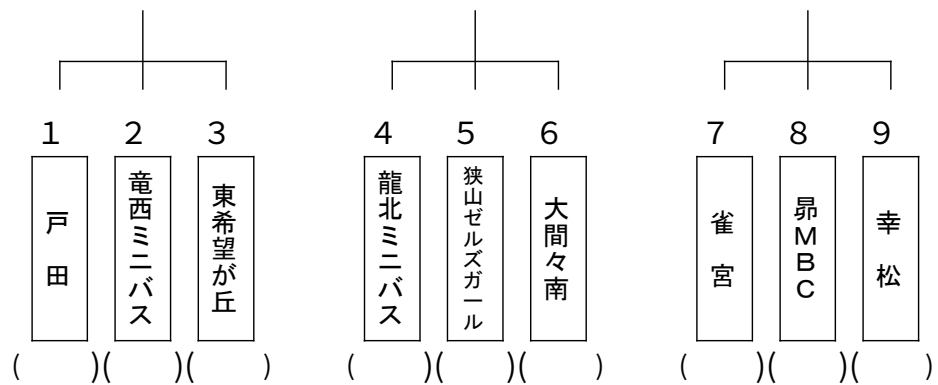 1 2 3 4 5 6 7 8 9
戸田
竜西ミニバス
東希望が丘
龍北ミニバス
狭山ゼルズガール
大間々南
雀宮
昴MBC
幸松
( )( )( ) ( )( )( ) ( )( )( )